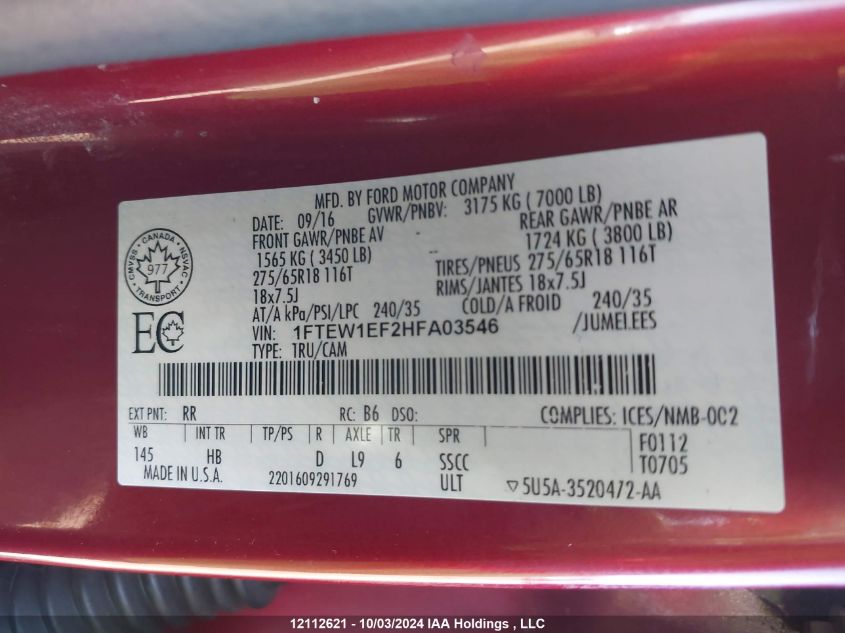 MFD. BY FORD MOTOR COMPANY
DATE: 09/16 GVWR/PNBV: 3175 KG ( 7000 LB)
FRONT GAWR/PNBE AV -- REAR GAWR/PNBE AR
1565 KG ( 3450 LB) 1724 KG ( 3800 LB)
275/65R18 116T TIRES/PNEUS 275/65R18 116T
18x7.5J RIMS/JANTES 18x7.5J
AT/A kPa/PSI/LPC 240/35 COLD/A FROID 240/35
VIN: 1FTEW1EF2HFA03546 /JUMELEES
TYPE: TRU/CAM
CMVSS - CANADA - NSVAC
977
TRANSPORT
EC
EXT PNT: RR RC: B6 DSO: COMPLIES: ICES/NMB-002
WB INT TR TP/PS R AXLE TR SPR F0112
145 HB D L9 6 SSCC T0705
MADE IN U.S.A. 2201609291769 ULT ▽5U5A-3520472-AA
12112621 - 10/03/2024 IAA Holdings , LLC